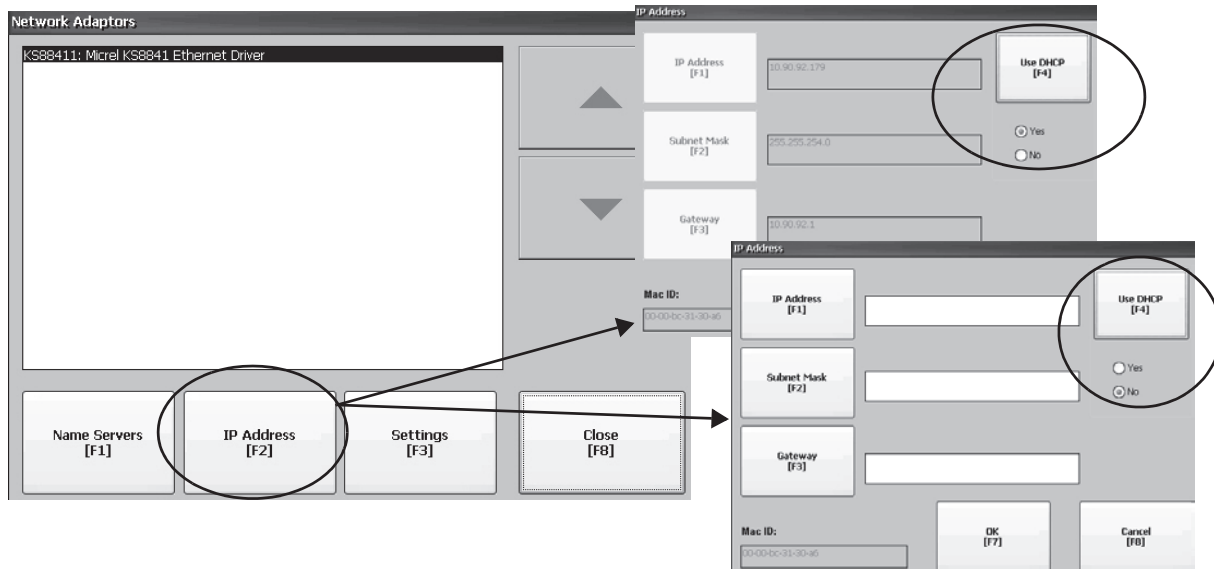 Network Adaptors
KS88411: Micrel KS8841 Ethernet Driver
Name Servers
[F1]
IP Address
[F2]
Settings
[F3]
Close
[F8]
IP Address
IP Address
[F1]
10.90.92.179
Use DHCP
[F4]
Yes
No
Subnet Mask
[F2]
255.255.254.0
Gateway
[F3]
10.90.92.1
Mac ID:
00-00-bc-31-30-a6
IP Address
IP Address
[F1]
Use DHCP
[F4]
Yes
No
Subnet Mask
[F2]
Gateway
[F3]
Mac ID:
00-00-bc-31-30-a6
OK
[F7]
Cancel
[F8]